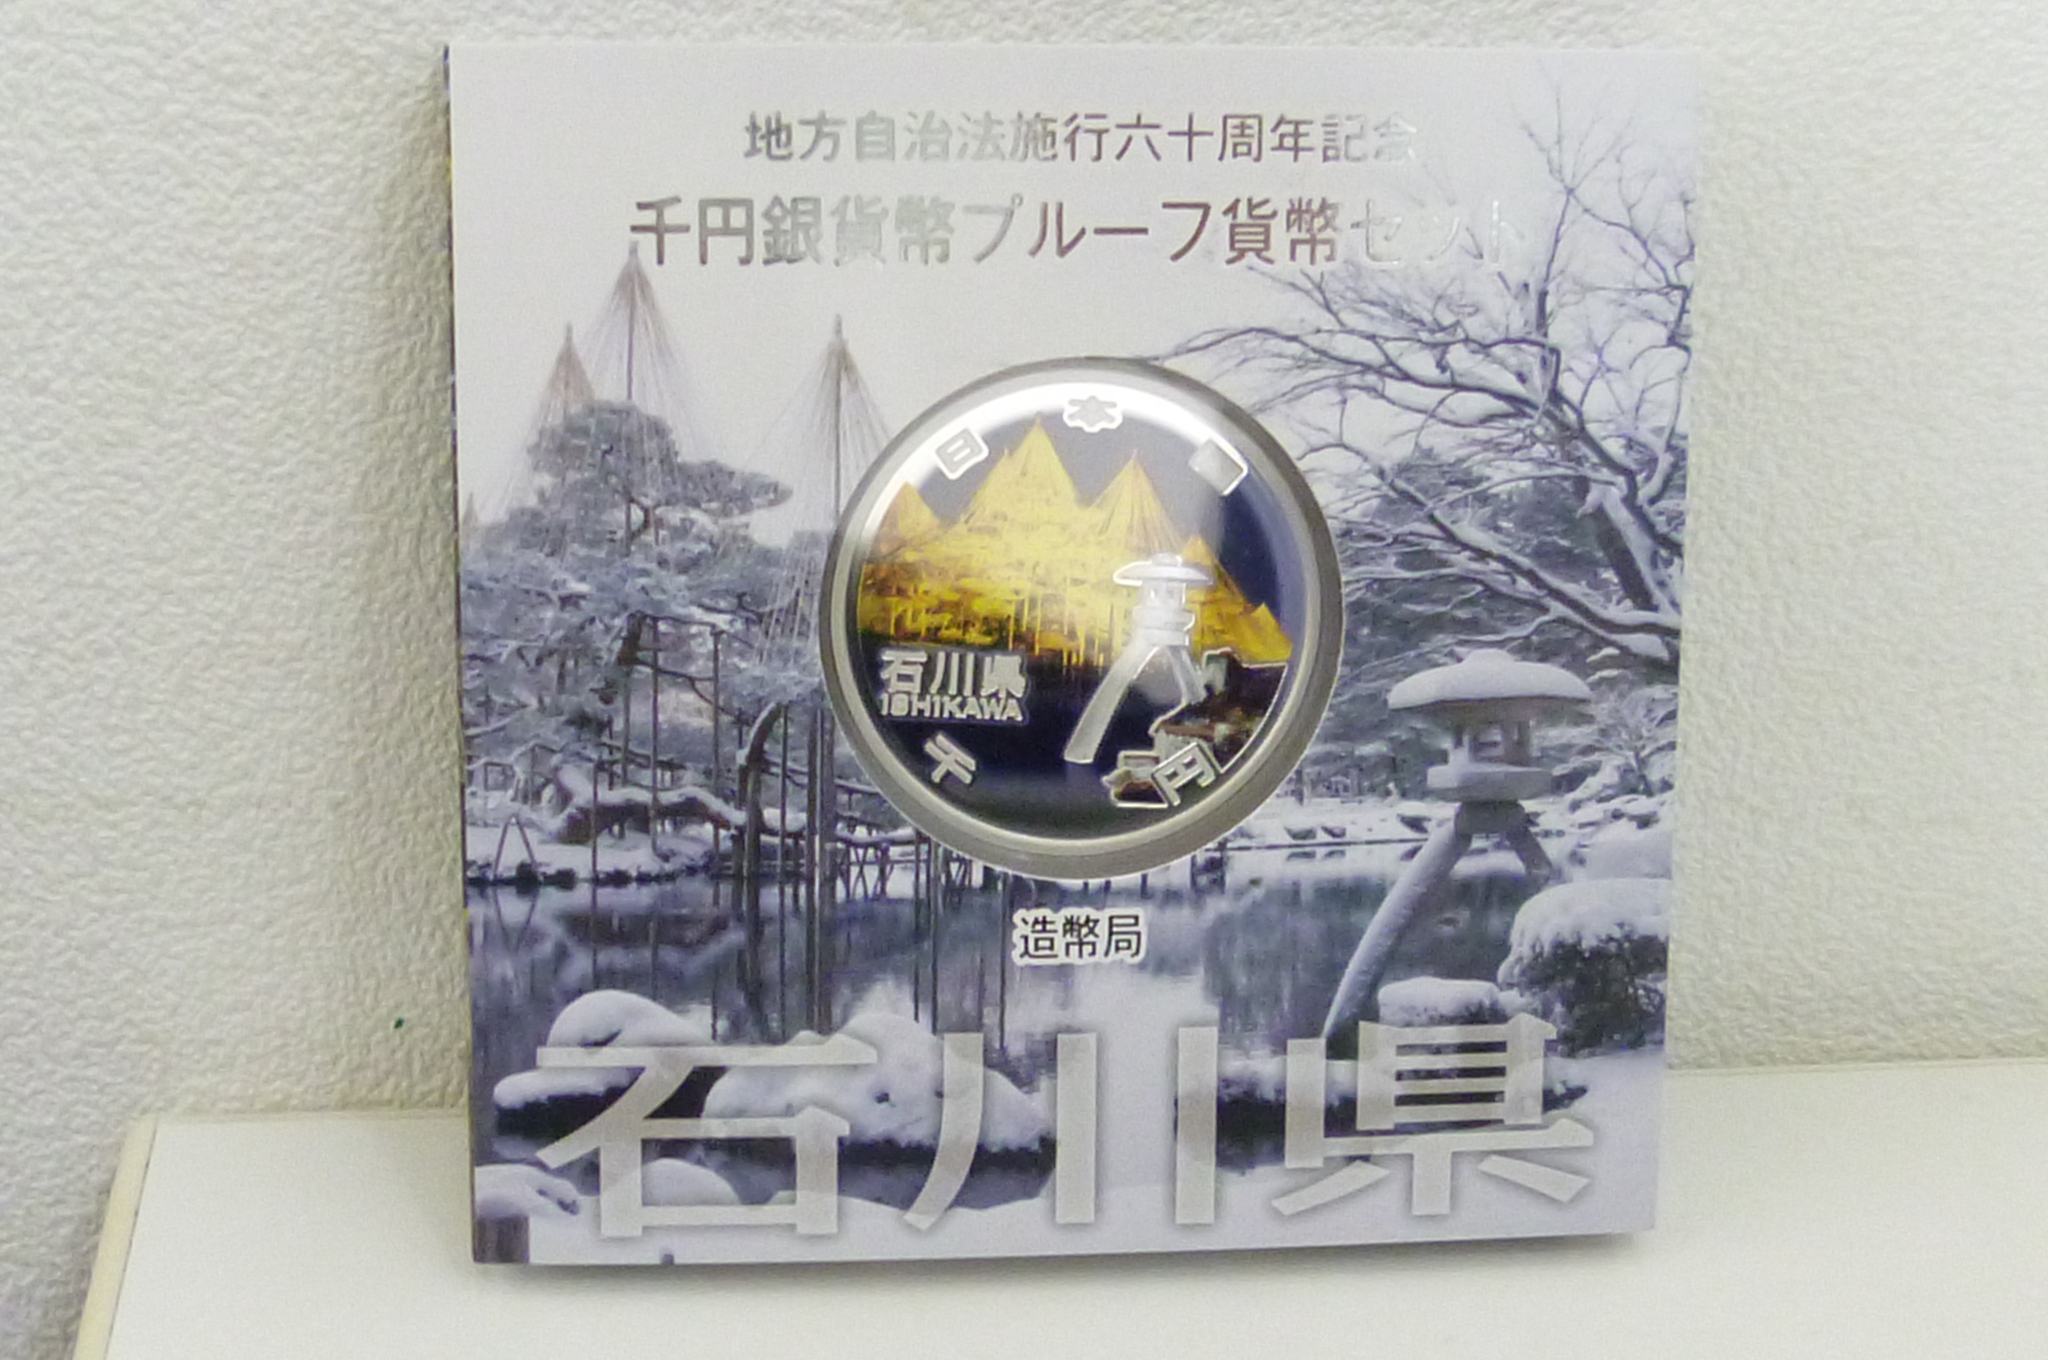 地方自治法施行六十周年記念
千円銀貨幣プルーフ貨幣セット
日本
石川県
ISHIKAWA
千円
造幣局
石川県